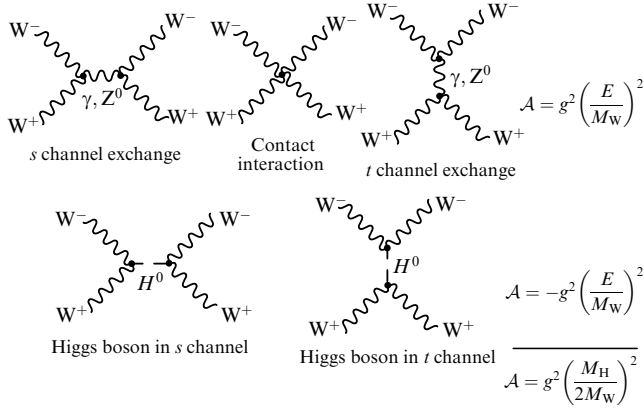 W⁻ W⁻ W⁻ W⁻ W⁻ W⁻
γ, Z⁰ γ, Z⁰
𝒜 = g² (E / M_W)²
W⁺ W⁺ W⁺ W⁺ W⁺ W⁺
s channel exchange
Contact
interaction
t channel exchange
W⁻ W⁻ W⁻ W⁻
H⁰ H⁰
𝒜 = −g² (E / M_W)²
W⁺ W⁺ W⁺ W⁺
Higgs boson in s channel
Higgs boson in t channel
𝒜 = g² (M_H / 2M_W)²